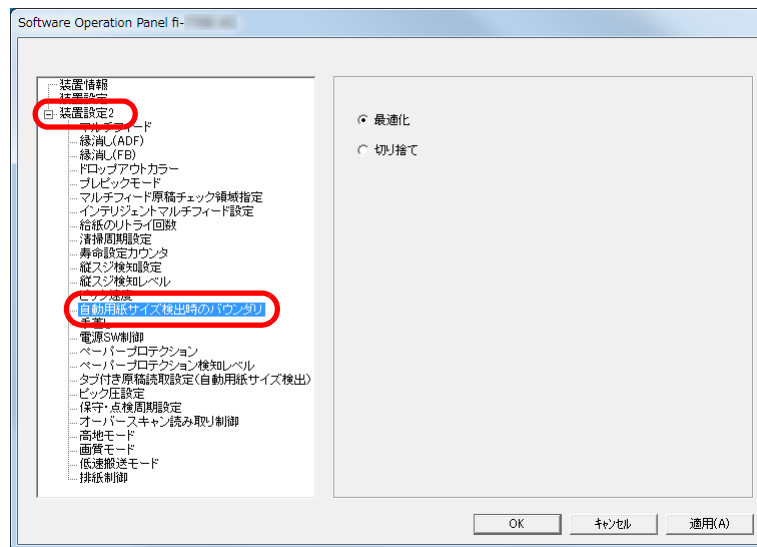 Software Operation Panel fi-
装置情報
装置設定
装置設定2
マルチフィード
縁消し(ADF)
縁消し(FB)
ドロップアウトカラー
プレピックモード
マルチフィード原稿チェック領域指定
インテリジェントマルチフィード設定
給紙のリトライ回数
清掃周期設定
寿命設定カウンタ
縦スジ検知設定
縦スジ検知レベル
ピック速度
自動用紙サイズ検出時のバウンダリ
手差し
電源SW制御
ペーパープロテクション
ペーパープロテクション検知レベル
タブ付き原稿読取設定(自動用紙サイズ検出)
ピック圧設定
保守・点検周期設定
オーバースキャン読み取り制御
高地モード
画質モード
低速搬送モード
排紙制御
最適化
切り捨て
OK キャンセル 適用(A)